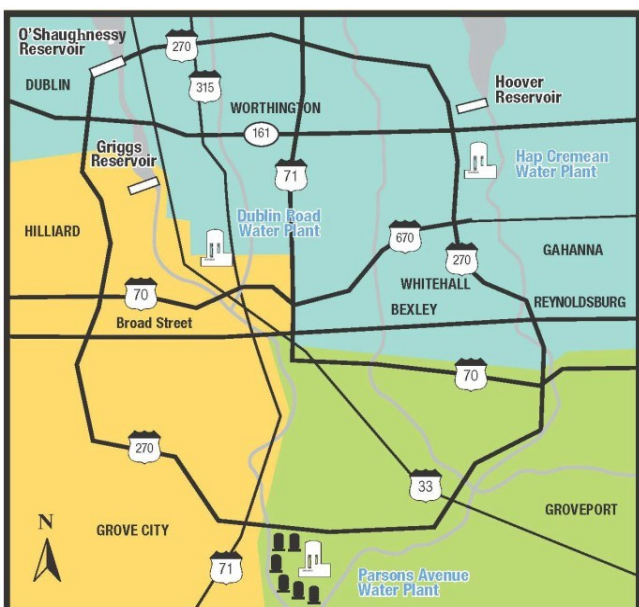 O'Shaughnessy
Reservoir
270
DUBLIN
315
Hoover
Reservoir
WORTHINGTON
161
Griggs
Reservoir
71
Hap Cremean
Water Plant
HILLIARD
Dublin Road
Water Plant
670
270
GAHANNA
WHITEHALL
70
BEXLEY
REYNOLDSBURG
Broad Street
70
270
33
GROVEPORT
N
GROVE CITY
71
Parsons Avenue
Water Plant